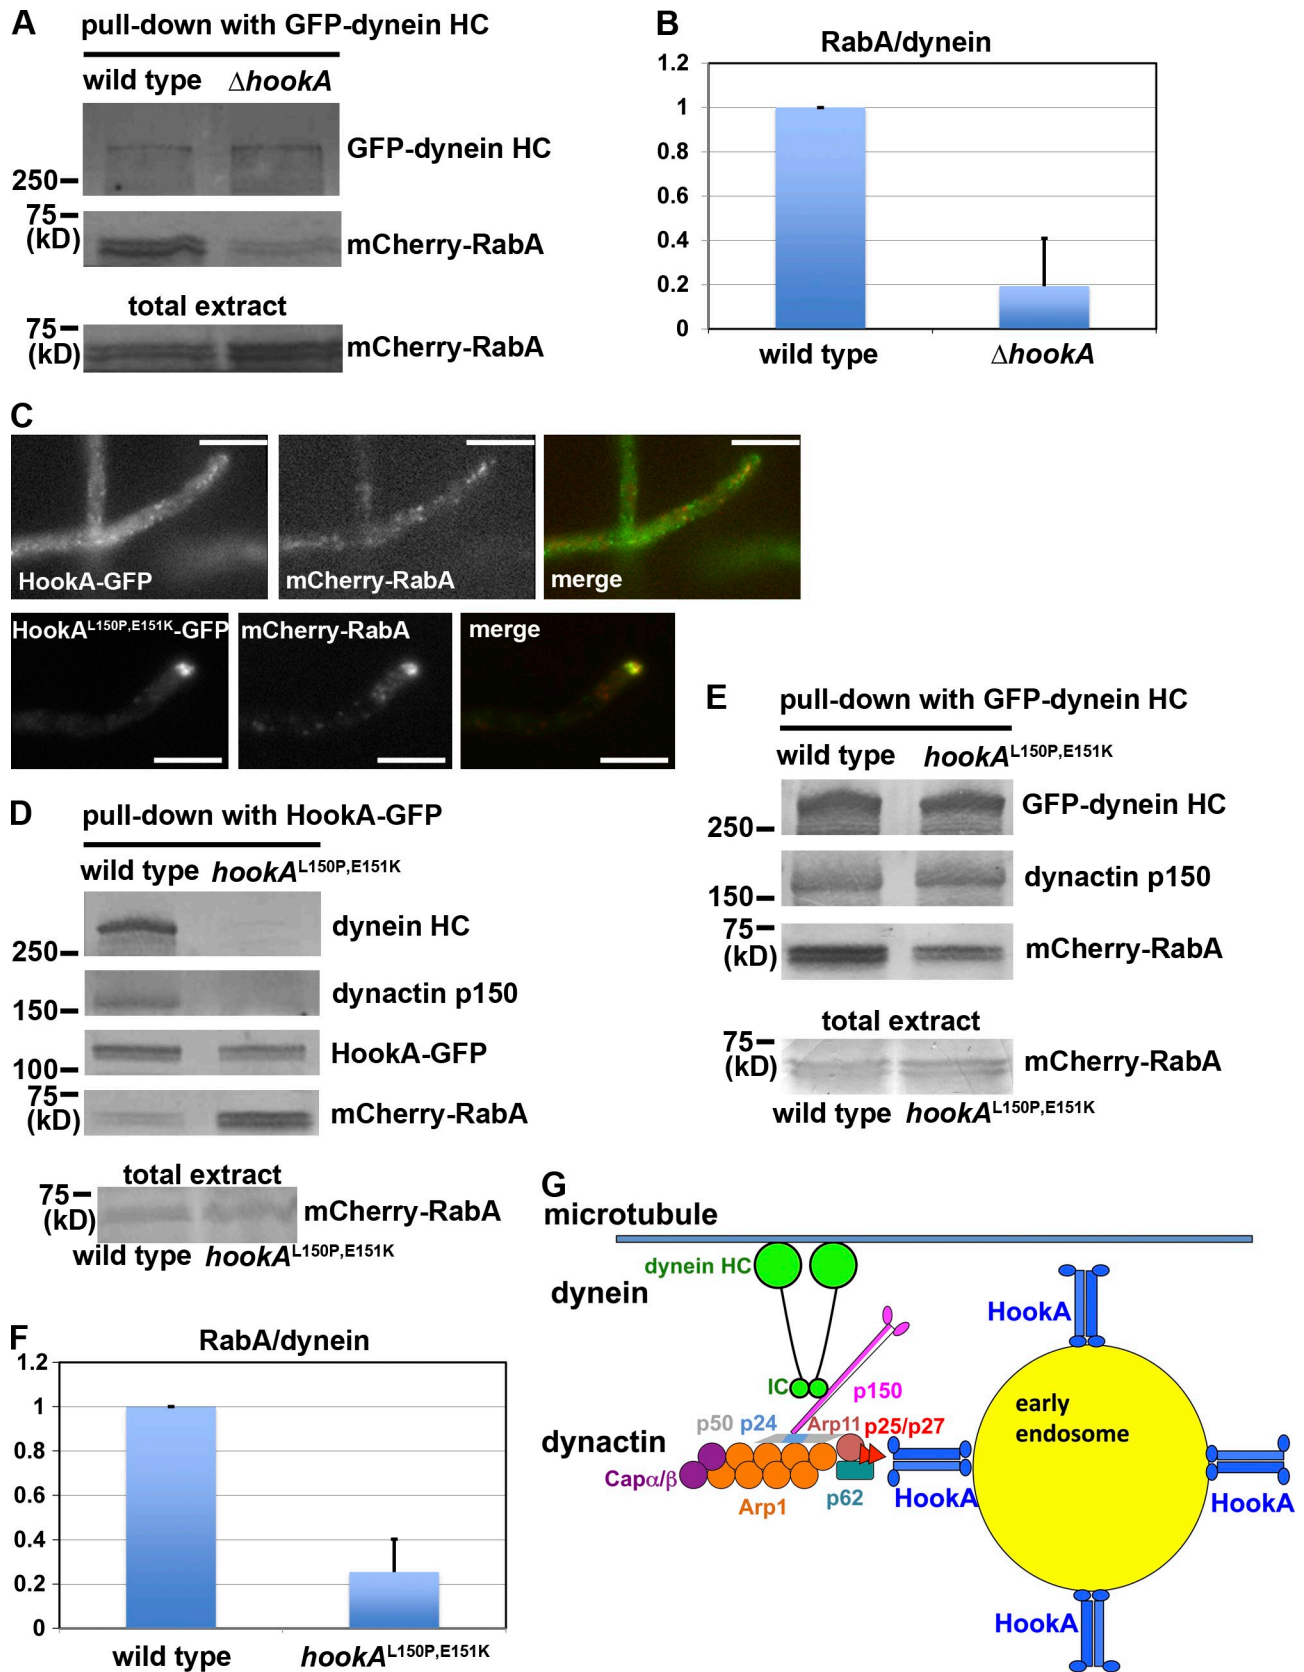 A
pull-down with GFP-dynein HC
wild type ΔhookA
GFP-dynein HC
250
75
(kD)
mCherry-RabA
total extract
75
(kD)
mCherry-RabA
B
RabA/dynein
1.2
1
0.8
0.6
0.4
0.2
0
wild type ΔhookA
C
HookA-GFP
mCherry-RabA
merge
HookAL150P,E151K-GFP
mCherry-RabA
merge
D
pull-down with HookA-GFP
wild type hookAL150P,E151K
dynein HC
250
dynactin p150
150
HookA-GFP
100
75
(kD)
mCherry-RabA
total extract
75
(kD)
mCherry-RabA
wild type hookAL150P,E151K
E
pull-down with GFP-dynein HC
wild type hookAL150P,E151K
GFP-dynein HC
250
dynactin p150
150
75
(kD)
mCherry-RabA
total extract
75
(kD)
mCherry-RabA
wild type hookAL150P,E151K
F
RabA/dynein
1.2
1
0.8
0.6
0.4
0.2
0
wild type hookAL150P,E151K
G
microtubule
dynein HC
dynein
IC
p150
p50 p24 Arp11 p25/p27
dynactin
Capα/β
Arp1
p62
HookA
HookA
early
endosome
HookA
HookA